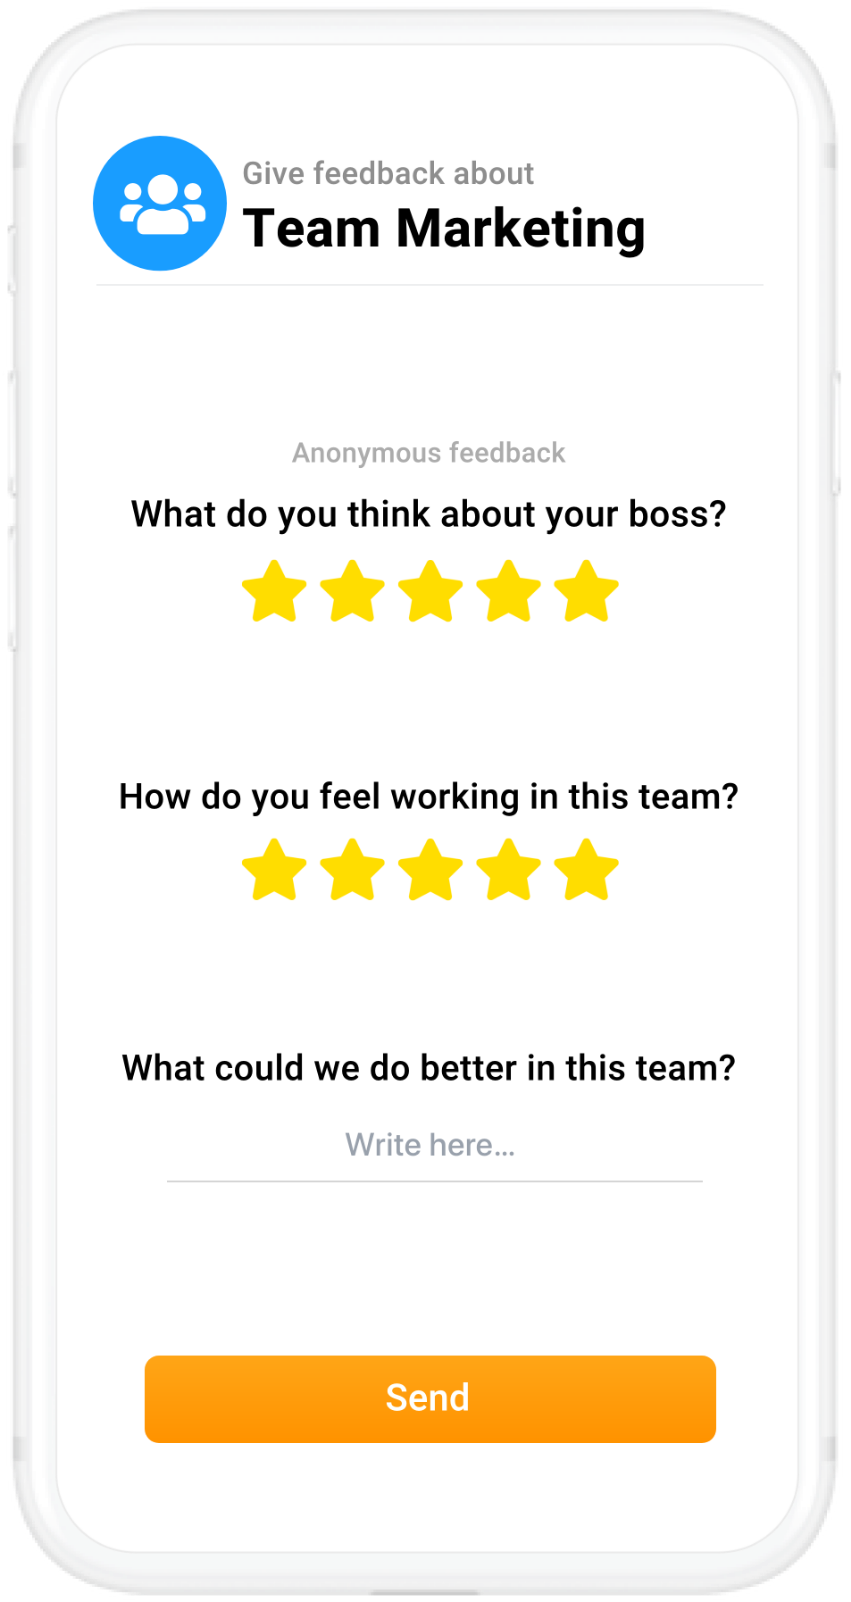 Give feedback about
Team Marketing
Anonymous feedback
What do you think about your boss?
How do you feel working in this team?
What could we do better in this team?
Write here...
Send